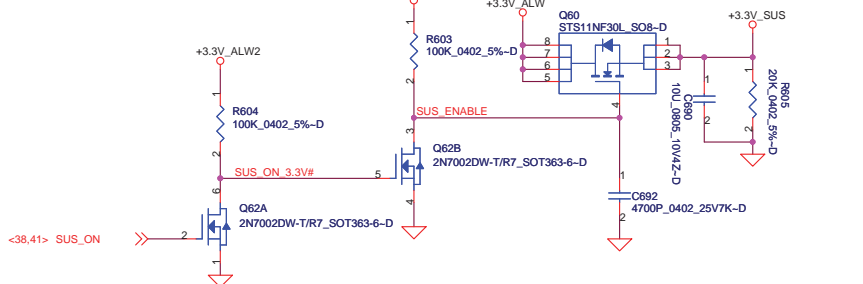 +3.3V_ALW2
1
R604
100K_0402_5%~D
2
SUS_ON_3.3V#
6
Q62A
2N7002DW-T/R7_SOT363-6~D
<38,41> SUS_ON
2
1
1
R603
100K_0402_5%~D
2
SUS_ENABLE
3
Q62B
2N7002DW-T/R7_SOT363-6~D
5
4
+3.3V_ALW
Q60
STS11NF30L_SO8~D
8
7
6
5
1
2
3
4
1
C692
4700P_0402_25V7K~D
2
+3.3V_SUS
1
2
C690
10U_0805_10V4Z~D
1
2
R605
20K_0402_5%~D